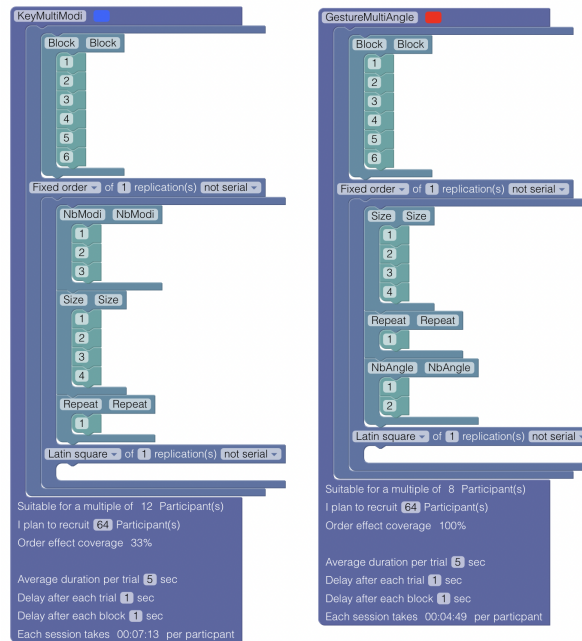 KeyMultiModi
Block Block
1
2
3
4
5
6
Fixed order of 1 replication(s) not serial
NbModi NbModi
1
2
3
Size Size
1
2
3
4
Repeat Repeat
1
Latin square of 1 replication(s) not serial
Suitable for a multiple of 12 Participant(s)
I plan to recruit 64 Participant(s)
Order effect coverage 33%
Average duration per trial 5 sec
Delay after each trial 1 sec
Delay after each block 1 sec
Each session takes 00:07:13 per particpant
GestureMultiAngle
Block Block
1
2
3
4
5
6
Fixed order of 1 replication(s) not serial
Size Size
1
2
3
4
Repeat Repeat
1
NbAngle NbAngle
1
2
Latin square of 1 replication(s) not serial
Suitable for a multiple of 8 Participant(s)
I plan to recruit 64 Participant(s)
Order effect coverage 100%
Average duration per trial 5 sec
Delay after each trial 1 sec
Delay after each block 1 sec
Each session takes 00:04:49 per particpant